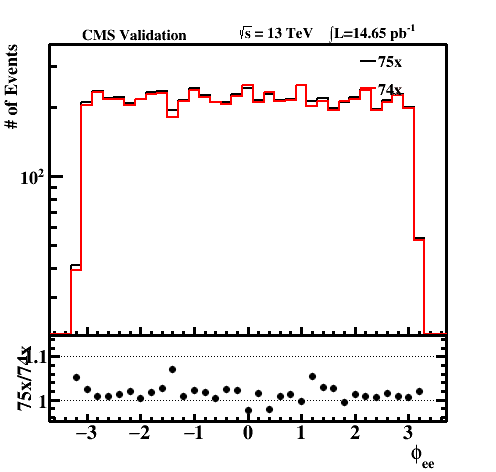 CMS Validation √s = 13 TeV ∫L=14.65 pb⁻¹
75x
74x
# of Events
10²
75x/74x
1.1
1
−3 −2 −1 0 1 2 3
ϕee